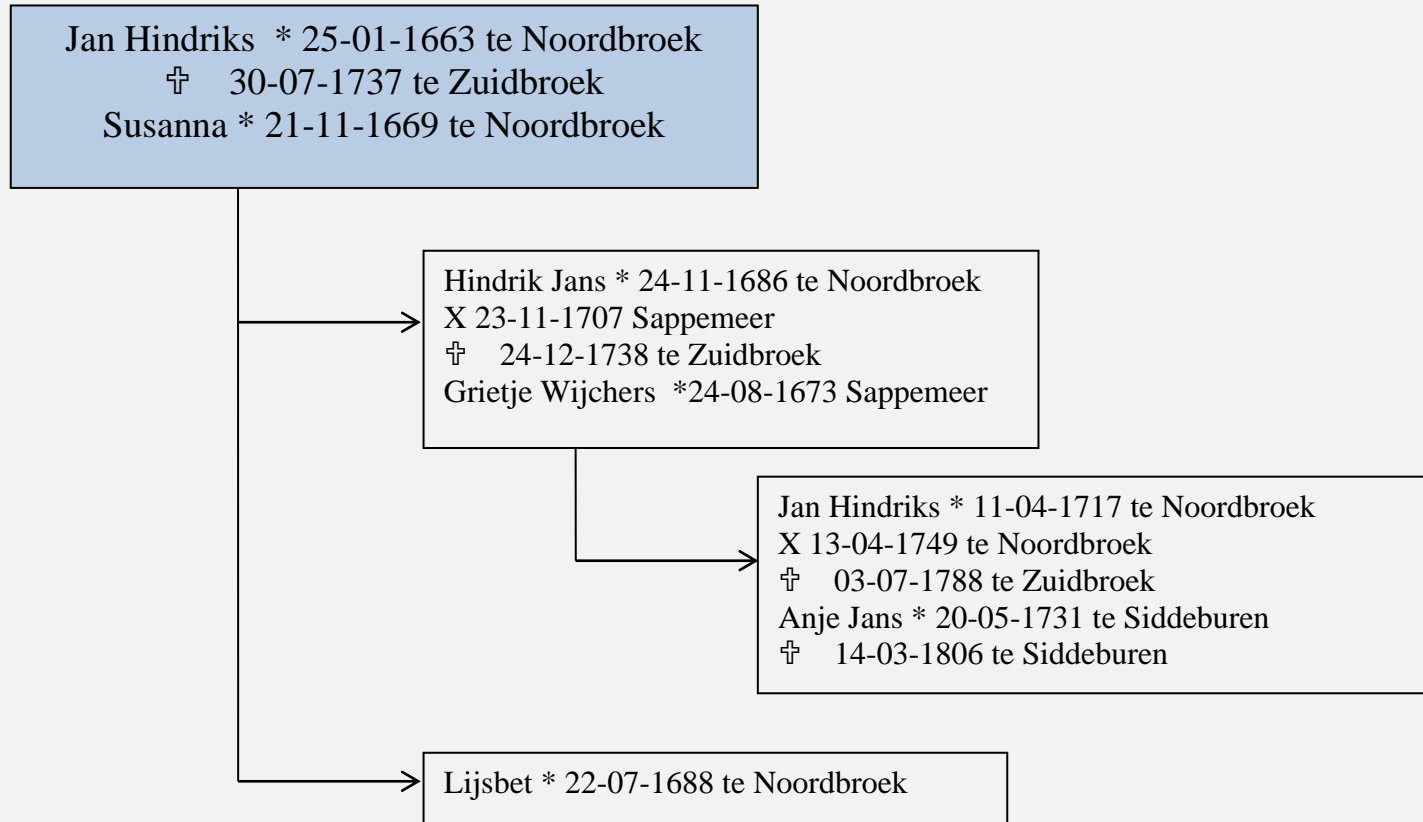 Jan Hindriks * 25-01-1663 te Noordbroek
✞ 30-07-1737 te Zuidbroek
Susanna * 21-11-1669 te Noordbroek
Hindrik Jans * 24-11-1686 te Noordbroek
X 23-11-1707 Sappemeer
✞ 24-12-1738 te Zuidbroek
Grietje Wijchers *24-08-1673 Sappemeer
Jan Hindriks * 11-04-1717 te Noordbroek
X 13-04-1749 te Noordbroek
✞ 03-07-1788 te Zuidbroek
Anje Jans * 20-05-1731 te Siddeburen
✞ 14-03-1806 te Siddeburen
Lijsbet * 22-07-1688 te Noordbroek